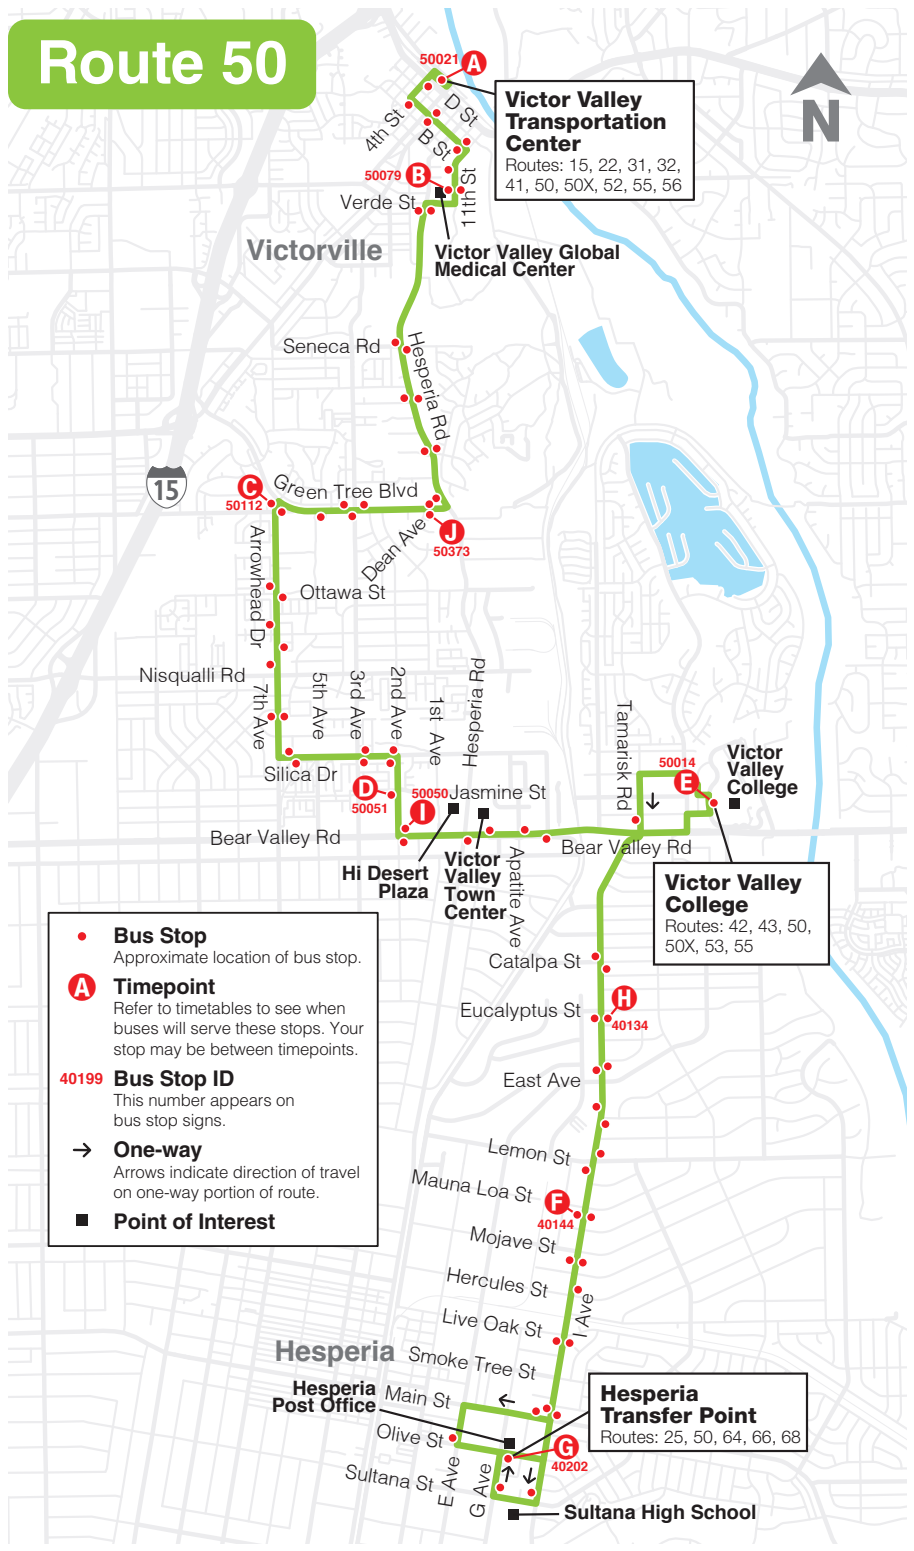 Route 50
50021 A
N
Victor Valley
Transportation
Center
Routes: 15, 22, 31, 32,
41, 50, 50X, 52, 55, 56
4th St
D St
B St
50079 B
11th St
Verde St
Victorville
Victor Valley Global
Medical Center
Seneca Rd
Hesperia Rd
15
C
50112
Green Tree Blvd
Dean Ave
J
50373
Arrowhead Dr
Ottawa St
Nisqualli Rd
7th Ave
5th Ave
3rd Ave
2nd Ave
1st Ave
Hesperia Rd
Tamarisk Rd
Silica Dr
D
50051
50050
I
Jasmine St
50014
E
Victor
Valley
College
Bear Valley Rd
Bear Valley Rd
Hi Desert
Plaza
Victor
Valley
Town
Center
Apatite Ave
Victor Valley
College
Routes: 42, 43, 50,
50X, 53, 55
Bus Stop
Approximate location of bus stop.
A Timepoint
Refer to timetables to see when
buses will serve these stops. Your
stop may be between timepoints.
40199 Bus Stop ID
This number appears on
bus stop signs.
One-way
Arrows indicate direction of travel
on one-way portion of route.
Point of Interest
Catalpa St
Eucalyptus St
H
40134
East Ave
Lemon St
Mauna Loa St
F
40144
Mojave St
Hercules St
Live Oak St
I Ave
Hesperia
Smoke Tree St
Hesperia
Post Office
Main St
Olive St
Sultana St
E Ave
G Ave
Hesperia
Transfer Point
Routes: 25, 50, 64, 66, 68
G
40202
Sultana High School